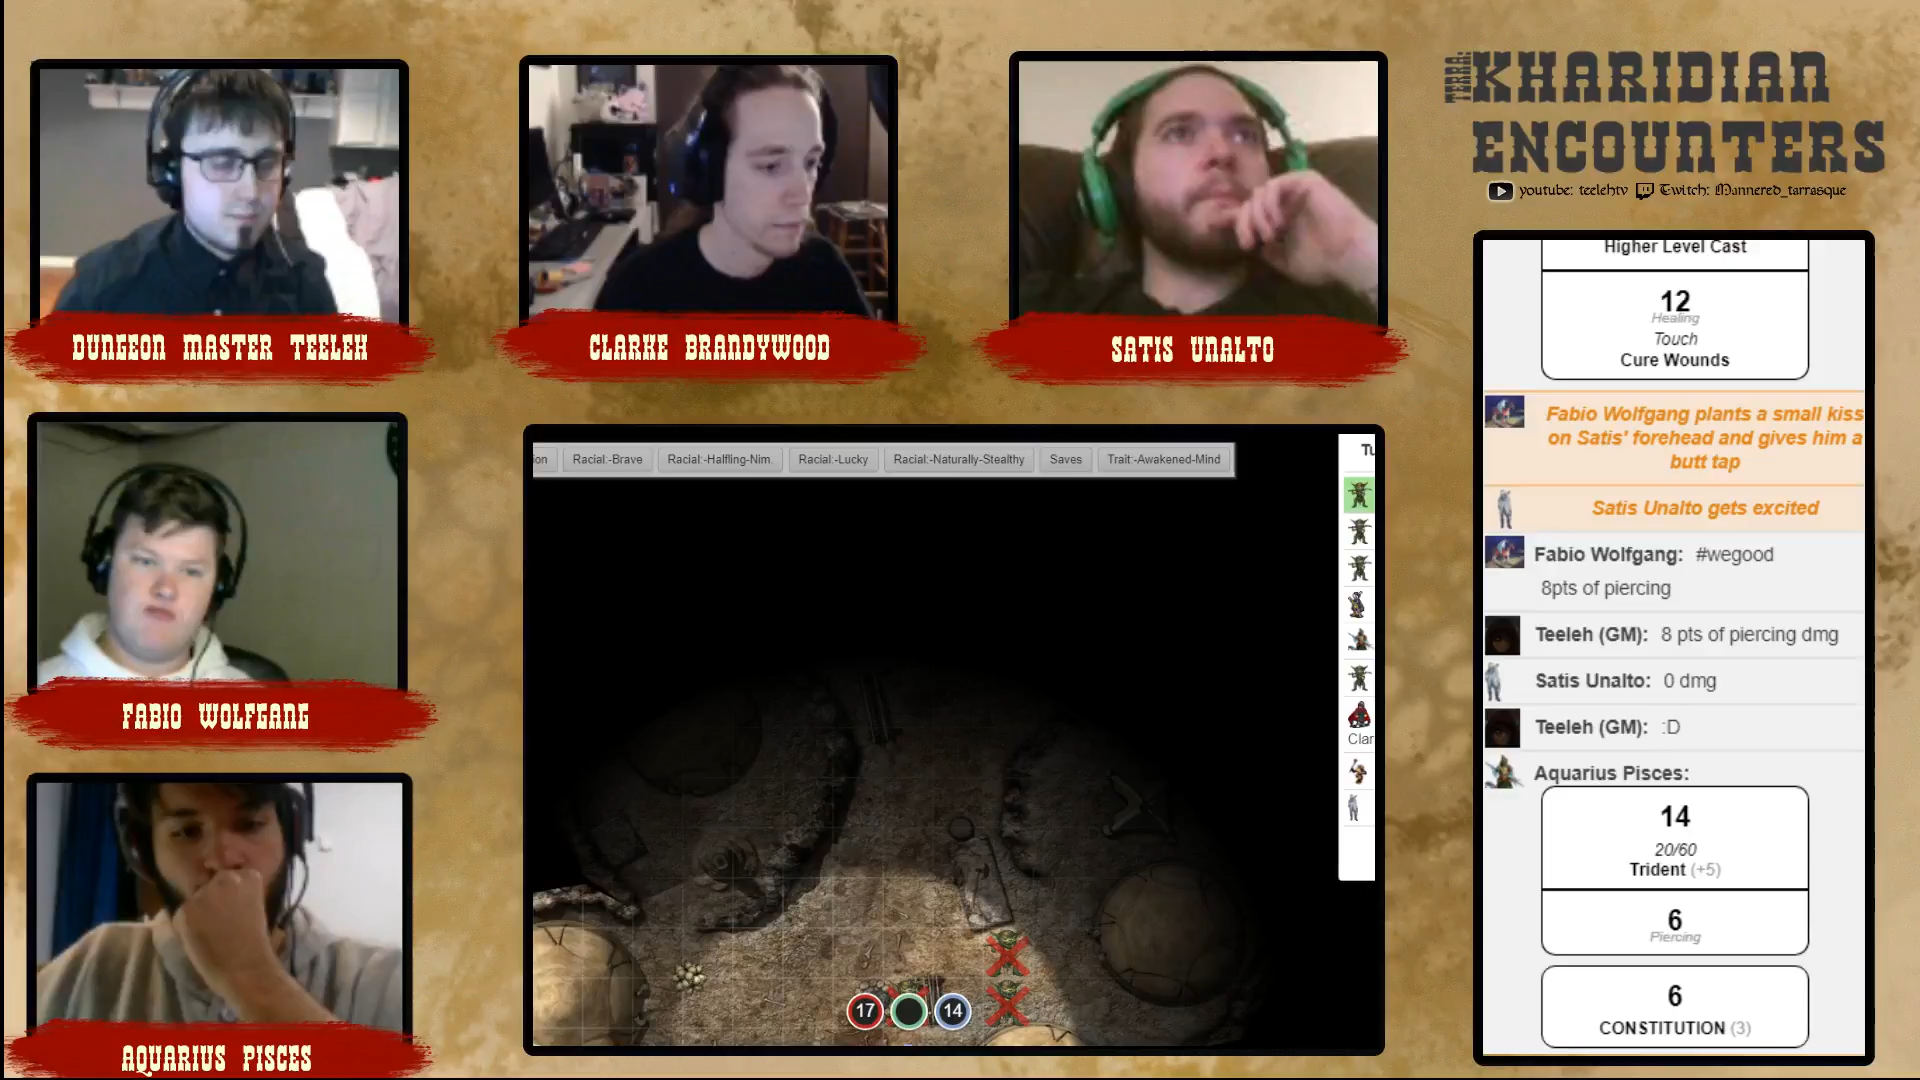 TERRA:
KHARIDIAN
ENCOUNTERS
youtube: teelehtv Twitch: Mannered_tarrasque
DUNGEON MASTER TEELEH
CLARKE BRANDYWOOD
SATIS UNALTO
FABIO WOLFGANG
AQUARIUS PISCES
ion Racial:-Brave Racial:-Halfling-Nim. Racial:-Lucky Racial:-Naturally-Stealthy Saves Trait:-Awakened-Mind
Tu
Clar
17 14
Higher Level Cast
12
Healing
Touch
Cure Wounds
Fabio Wolfgang plants a small kiss
on Satis' forehead and gives him a
butt tap
Satis Unalto gets excited
Fabio Wolfgang: #wegood
8pts of piercing
Teeleh (GM): 8 pts of piercing dmg
Satis Unalto: 0 dmg
Teeleh (GM): :D
Aquarius Pisces:
14
20/60
Trident (+5)
6
Piercing
6
CONSTITUTION (3)